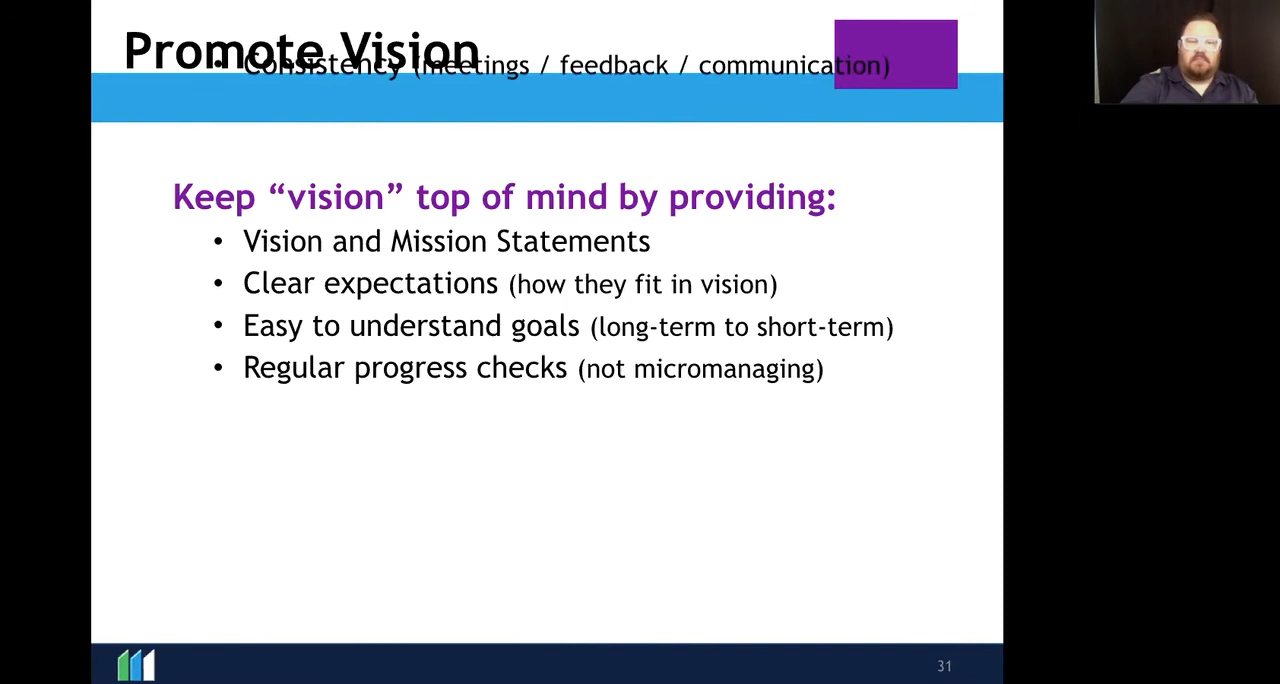 Promote Vision
• Consistency (meetings / feedback / communication)
Keep “vision” top of mind by providing:
• Vision and Mission Statements
• Clear expectations (how they fit in vision)
• Easy to understand goals (long-term to short-term)
• Regular progress checks (not micromanaging)
31